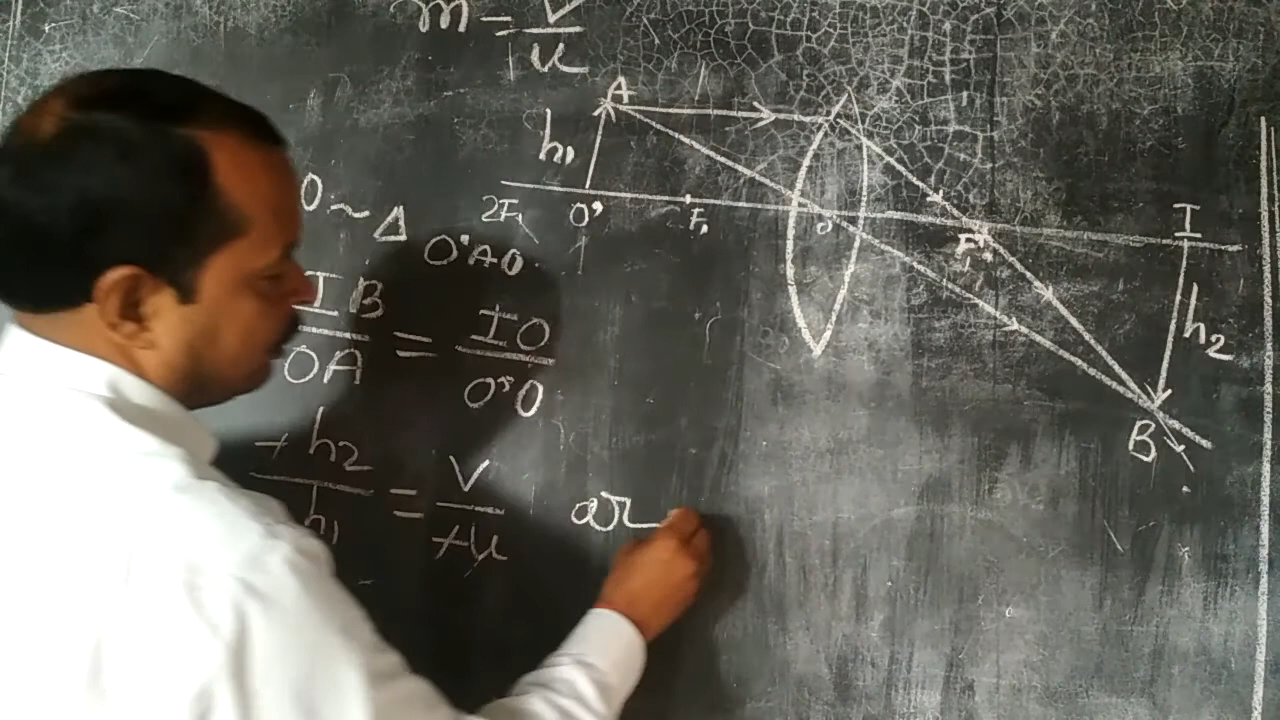 m = v/u
A
h₁
2F₁ O' F₁ O F₂ I
O ~ Δ O'AO
IB/OA = IO/O'O
h₂
B
+h₂/h₁ = v/+u or